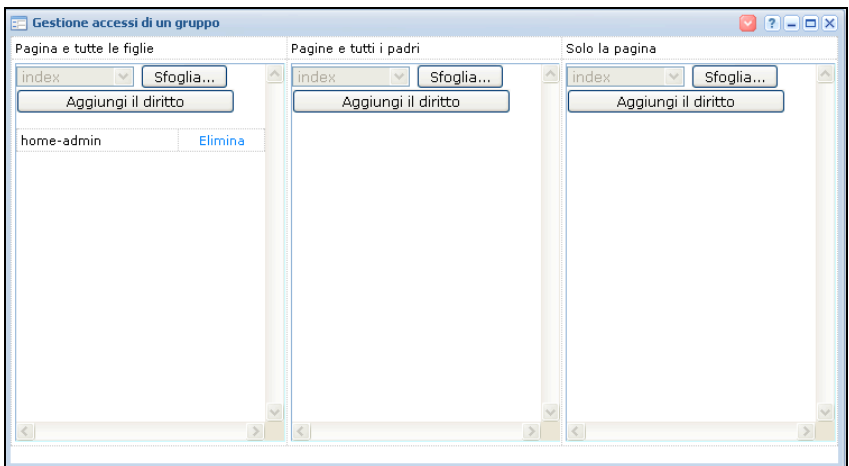 Gestione accessi di un gruppo
Pagina e tutte le figlie
Pagine e tutti i padri
Solo la pagina
index
Sfoglia...
index
Sfoglia...
index
Sfoglia...
Aggiungi il diritto
Aggiungi il diritto
Aggiungi il diritto
home-admin
Elimina